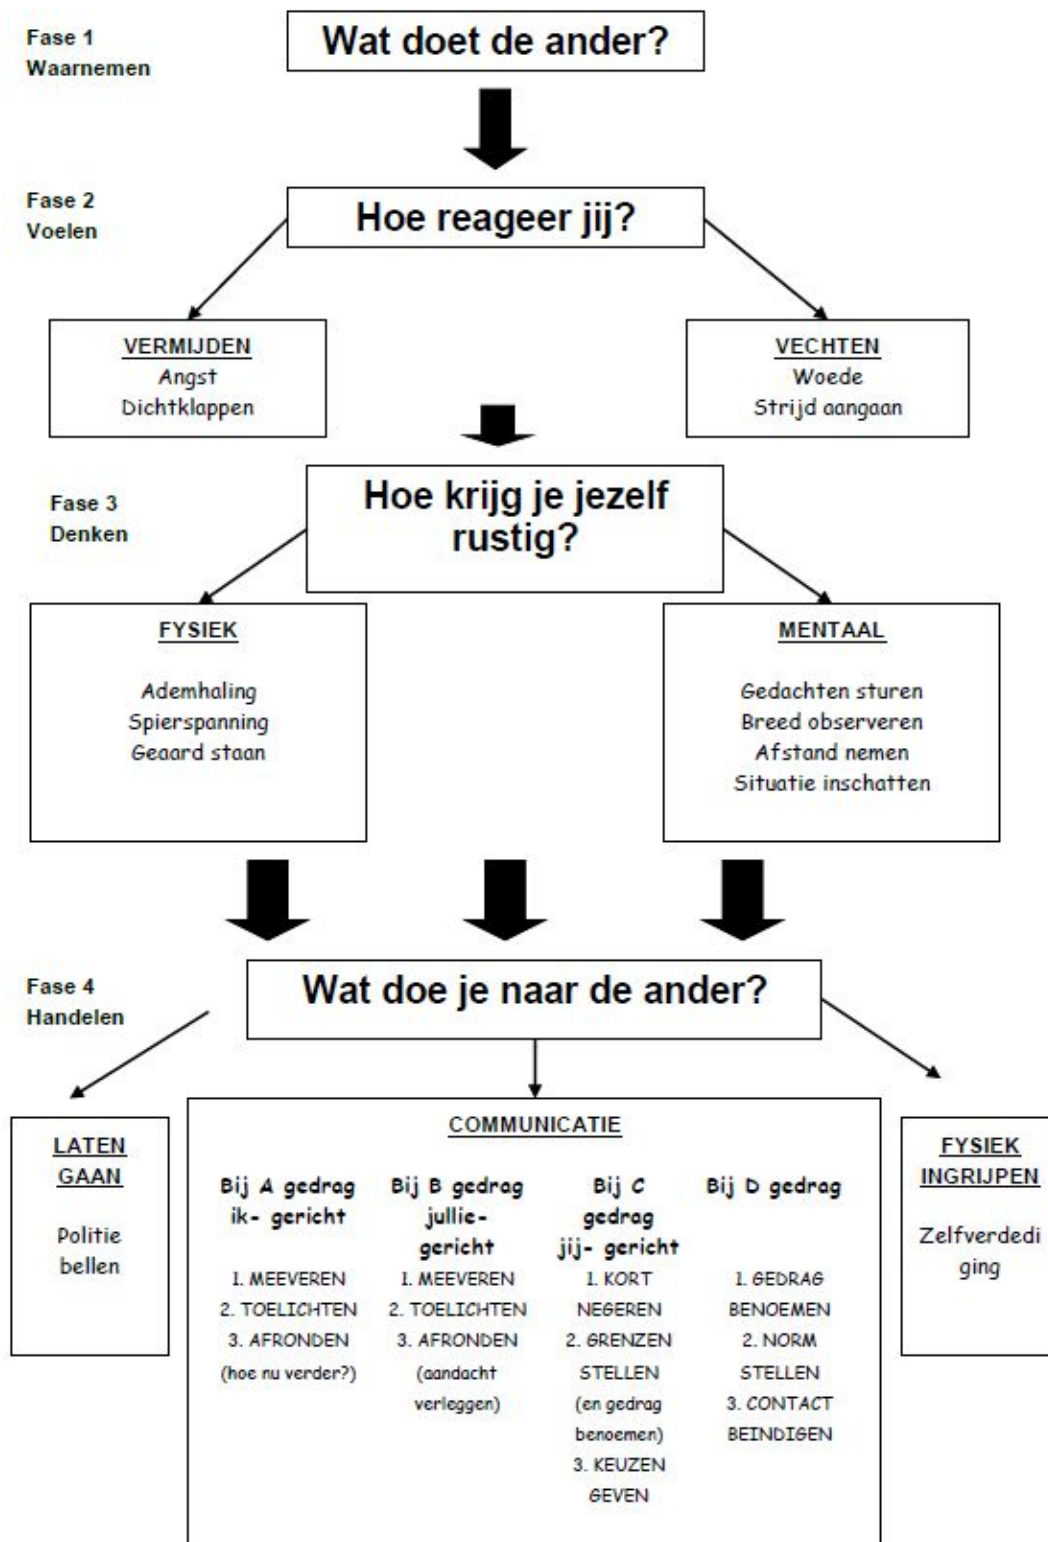 Fase 1
Waarnemen
Wat doet de ander?
Fase 2
Voelen
Hoe reageer jij?
VERMIJDEN
Angst
Dichtklappen
VECHTEN
Woede
Strijd aangaan
Fase 3
Denken
Hoe krijg je jezelf
rustig?
FYSIEK
Ademhaling
Spierspanning
Geaard staan
MENTAAL
Gedachten sturen
Breed observeren
Afstand nemen
Situatie inschatten
Fase 4
Handelen
Wat doe je naar de ander?
LATEN
GAAN
Politie
bellen
COMMUNICATIE
Bij A gedrag
ik- gericht
1. MEEVEREN
2. TOELICHTEN
3. AFRONDEN
(hoe nu verder?)
Bij B gedrag
jullie-
gericht
1. MEEVEREN
2. TOELICHTEN
3. AFRONDEN
(aandacht
verleggen)
Bij C
gedrag
jij- gericht
1. KORT
NEGEREN
2. GRENZEN
STELLEN
(en gedrag
benoemen)
3. KEUZEN
GEVEN
Bij D gedrag
1. GEDRAG
BENOEMEN
2. NORM
STELLEN
3. CONTACT
BEINDIGEN
FYSIEK
INGRIJPEN
Zelfverdedi
ging